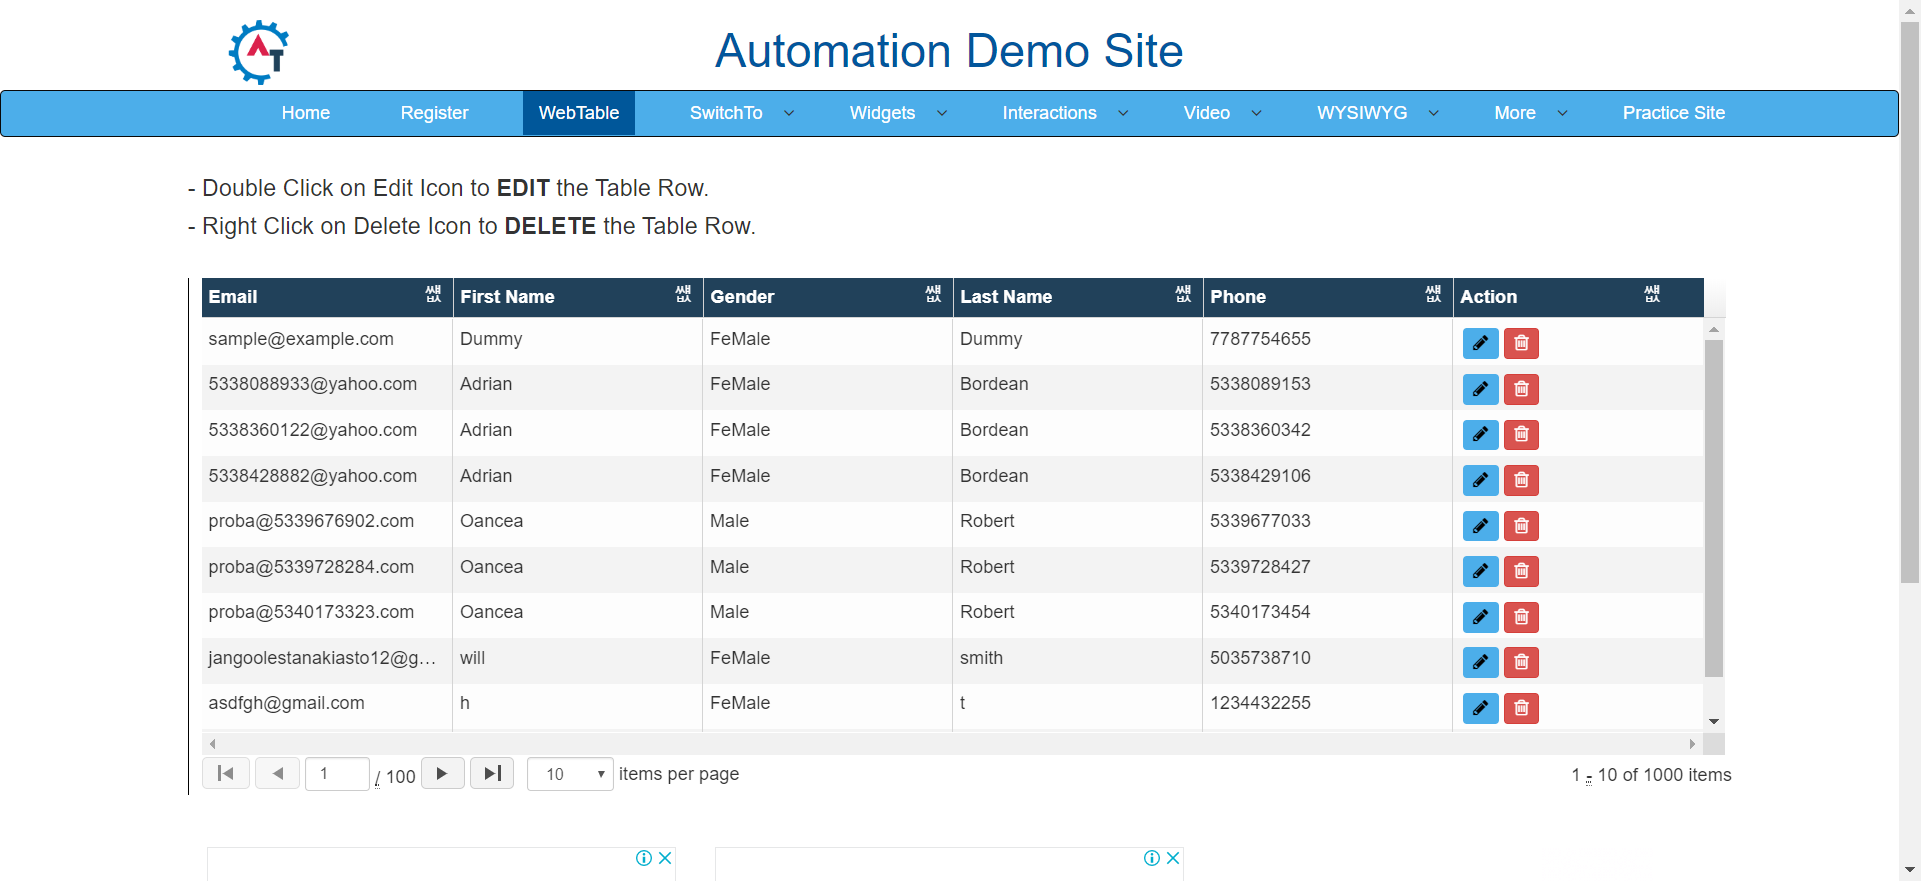 AT
Automation Demo Site
Home Register WebTable SwitchTo Widgets Interactions Video WYSIWYG More Practice Site
- Double Click on Edit Icon to EDIT the Table Row.
- Right Click on Delete Icon to DELETE the Table Row.
Email First Name Gender Last Name Phone Action
sample@example.com Dummy FeMale Dummy 7787754655
5338088933@yahoo.com Adrian FeMale Bordean 5338089153
5338360122@yahoo.com Adrian FeMale Bordean 5338360342
5338428882@yahoo.com Adrian FeMale Bordean 5338429106
proba@5339676902.com Oancea Male Robert 5339677033
proba@5339728284.com Oancea Male Robert 5339728427
proba@5340173323.com Oancea Male Robert 5340173454
jangoolestanakiasto12@g... will FeMale smith 5035738710
asdfgh@gmail.com h FeMale t 1234432255
1 / 100 10 items per page 1 - 10 of 1000 items